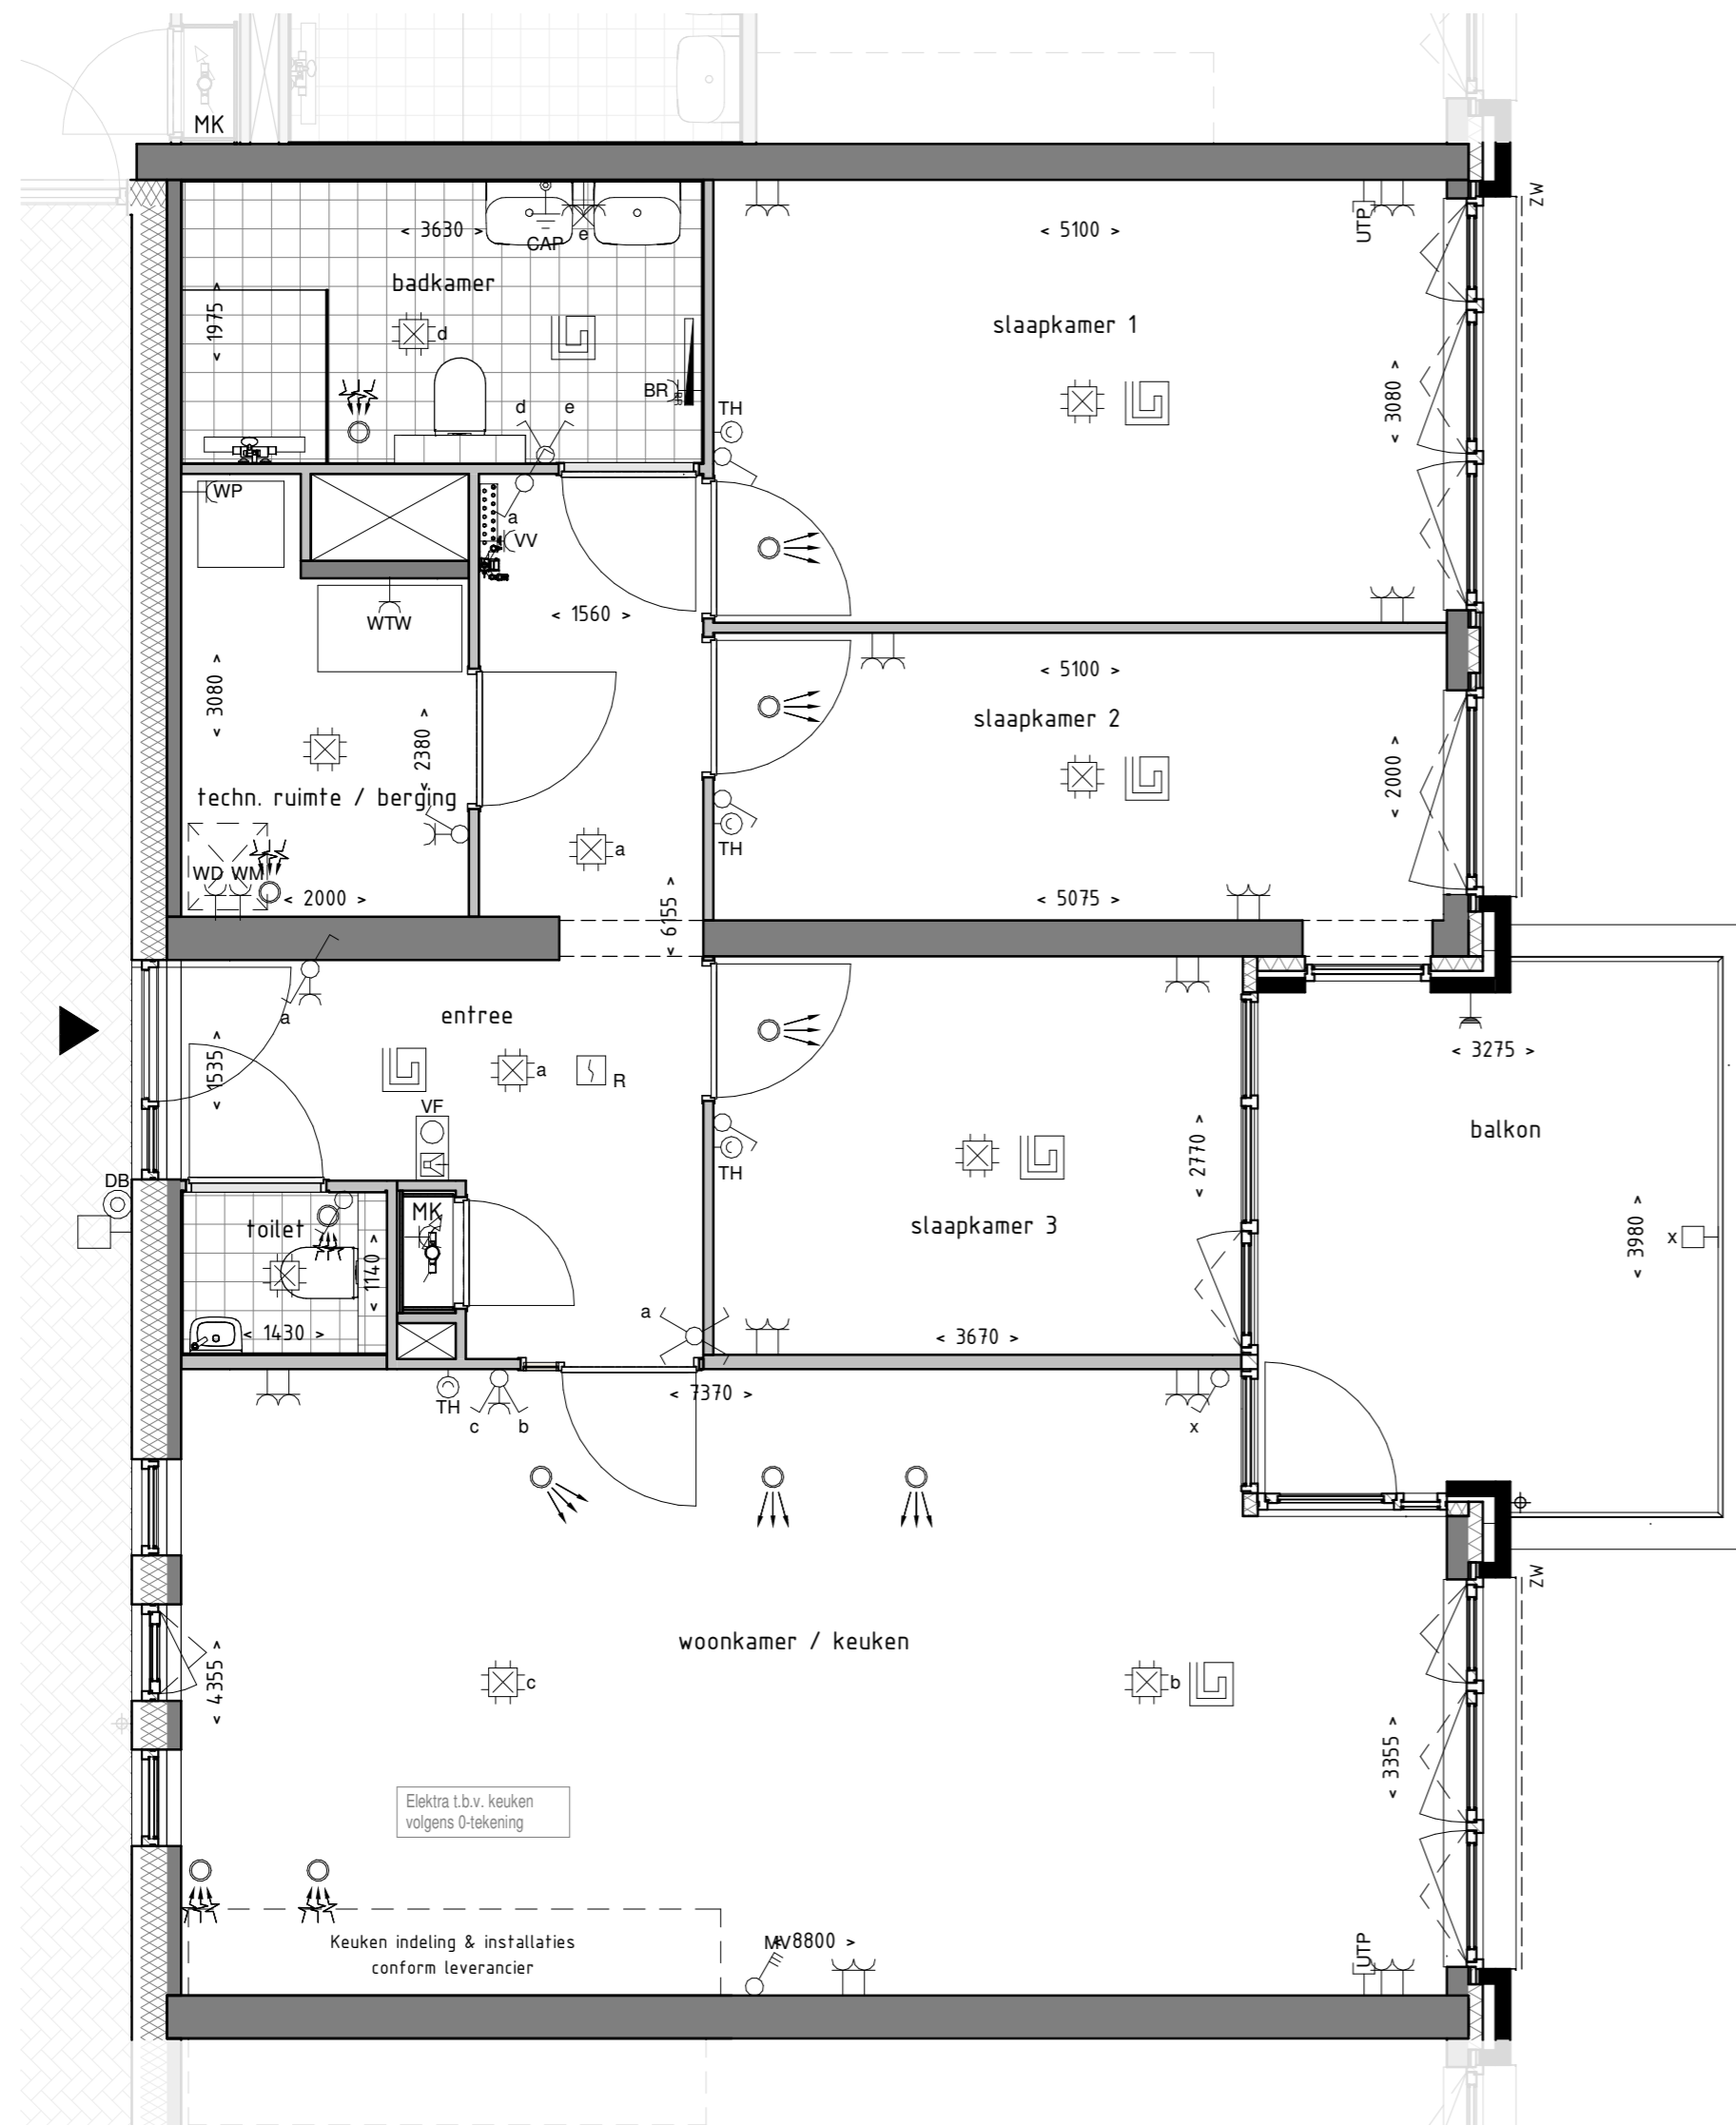 MK
ZW
< 3630 >
CAP
e
UTP
< 5100 >
badkamer
< 1975 >
d
slaapkamer 1
BR
BR
TH
< 3080 >
d
e
WP
a
VV
WTW
< 1560 >
< 5100 >
slaapkamer 2
< 3080 >
< 2380 >
< 2000 >
techn. ruimte / berging
a
TH
WD
WM
< 2000 >
< 6155 >
< 5075 >
a
entree
< 1535 >
a
R
VF
< 3275 >
balkon
< 2770 >
TH
DB
MK
toilet
< 1140 >
slaapkamer 3
< 3980 >
x
a
< 1430 >
< 3670 >
TH
< 7370 >
c
b
x
ZW
woonkamer / keuken
< 4355 >
c
b
< 3355 >
Elektra t.b.v. keuken
volgens 0-tekening
Keuken indeling & installaties
conform leverancier
MV
< 8800 >
UTP